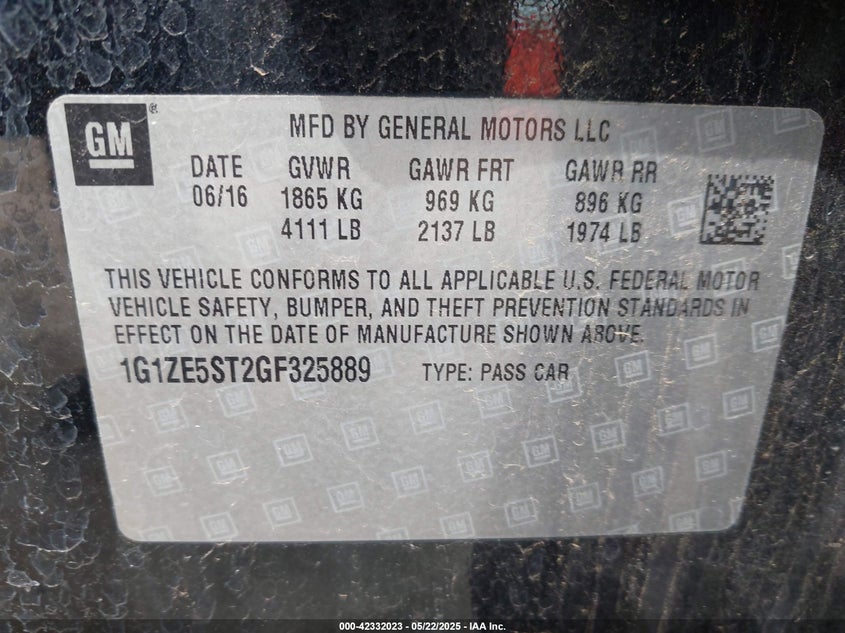 GM®
MFD BY GENERAL MOTORS LLC
DATE GVWR GAWR FRT GAWR RR
06/16 1865 KG 969 KG 896 KG
4111 LB 2137 LB 1974 LB
THIS VEHICLE CONFORMS TO ALL APPLICABLE U.S. FEDERAL MOTOR
VEHICLE SAFETY, BUMPER, AND THEFT PREVENTION STANDARDS IN
EFFECT ON THE DATE OF MANUFACTURE SHOWN ABOVE.
1G1ZE5ST2GF325889 TYPE: PASS CAR
000-42332023 - 05/22/2025 - IAA Inc.